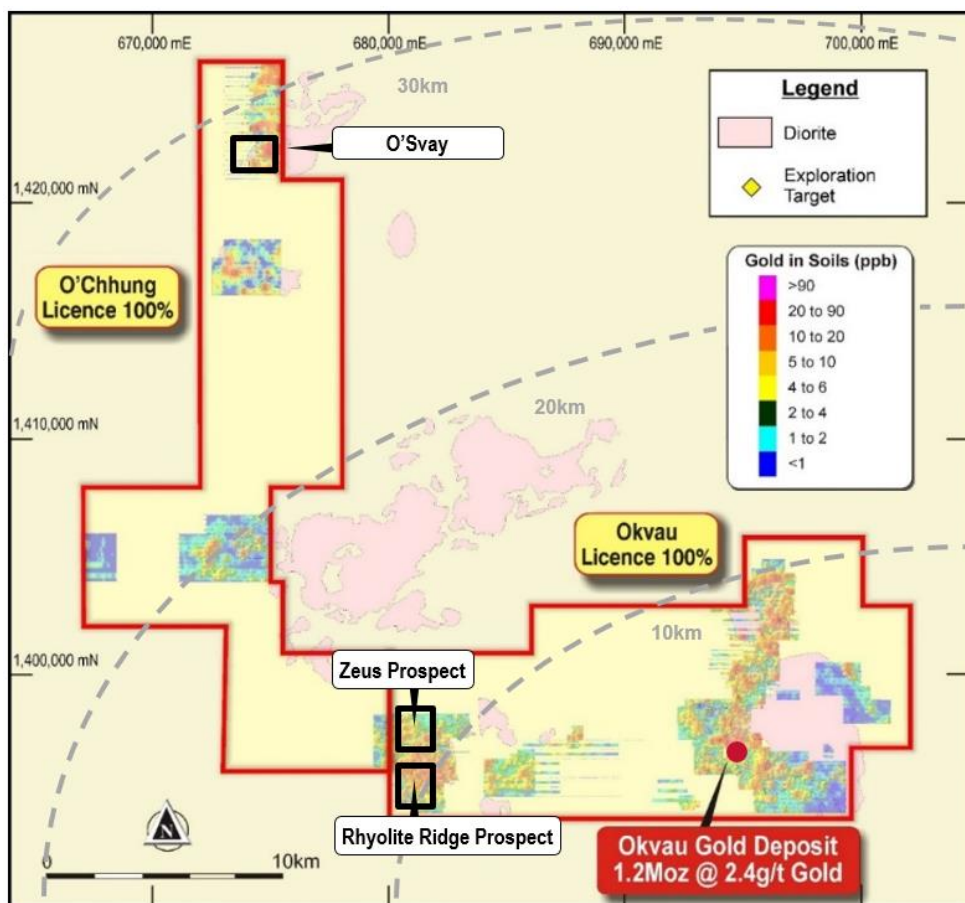 670,000 mE
680,000 mE
690,000 mE
700,000 mE
30km
Legend
Diorite
Exploration
Target
O'Svay
1,420,000 mN
O'Chhung
Licence 100%
Gold in Soils (ppb)
>90
20 to 90
10 to 20
5 to 10
4 to 6
2 to 4
1 to 2
<1
20km
1,410,000 mN
Okvau
Licence 100%
10km
1,400,000 mN
Zeus Prospect
Rhyolite Ridge Prospect
N
0
10km
Okvau Gold Deposit
1.2Moz @ 2.4g/t Gold